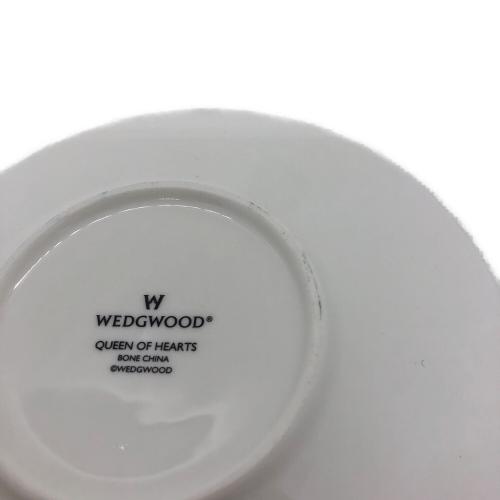 W
WEDGWOOD®
QUEEN OF HEARTS
BONE CHINA
©WEDGWOOD